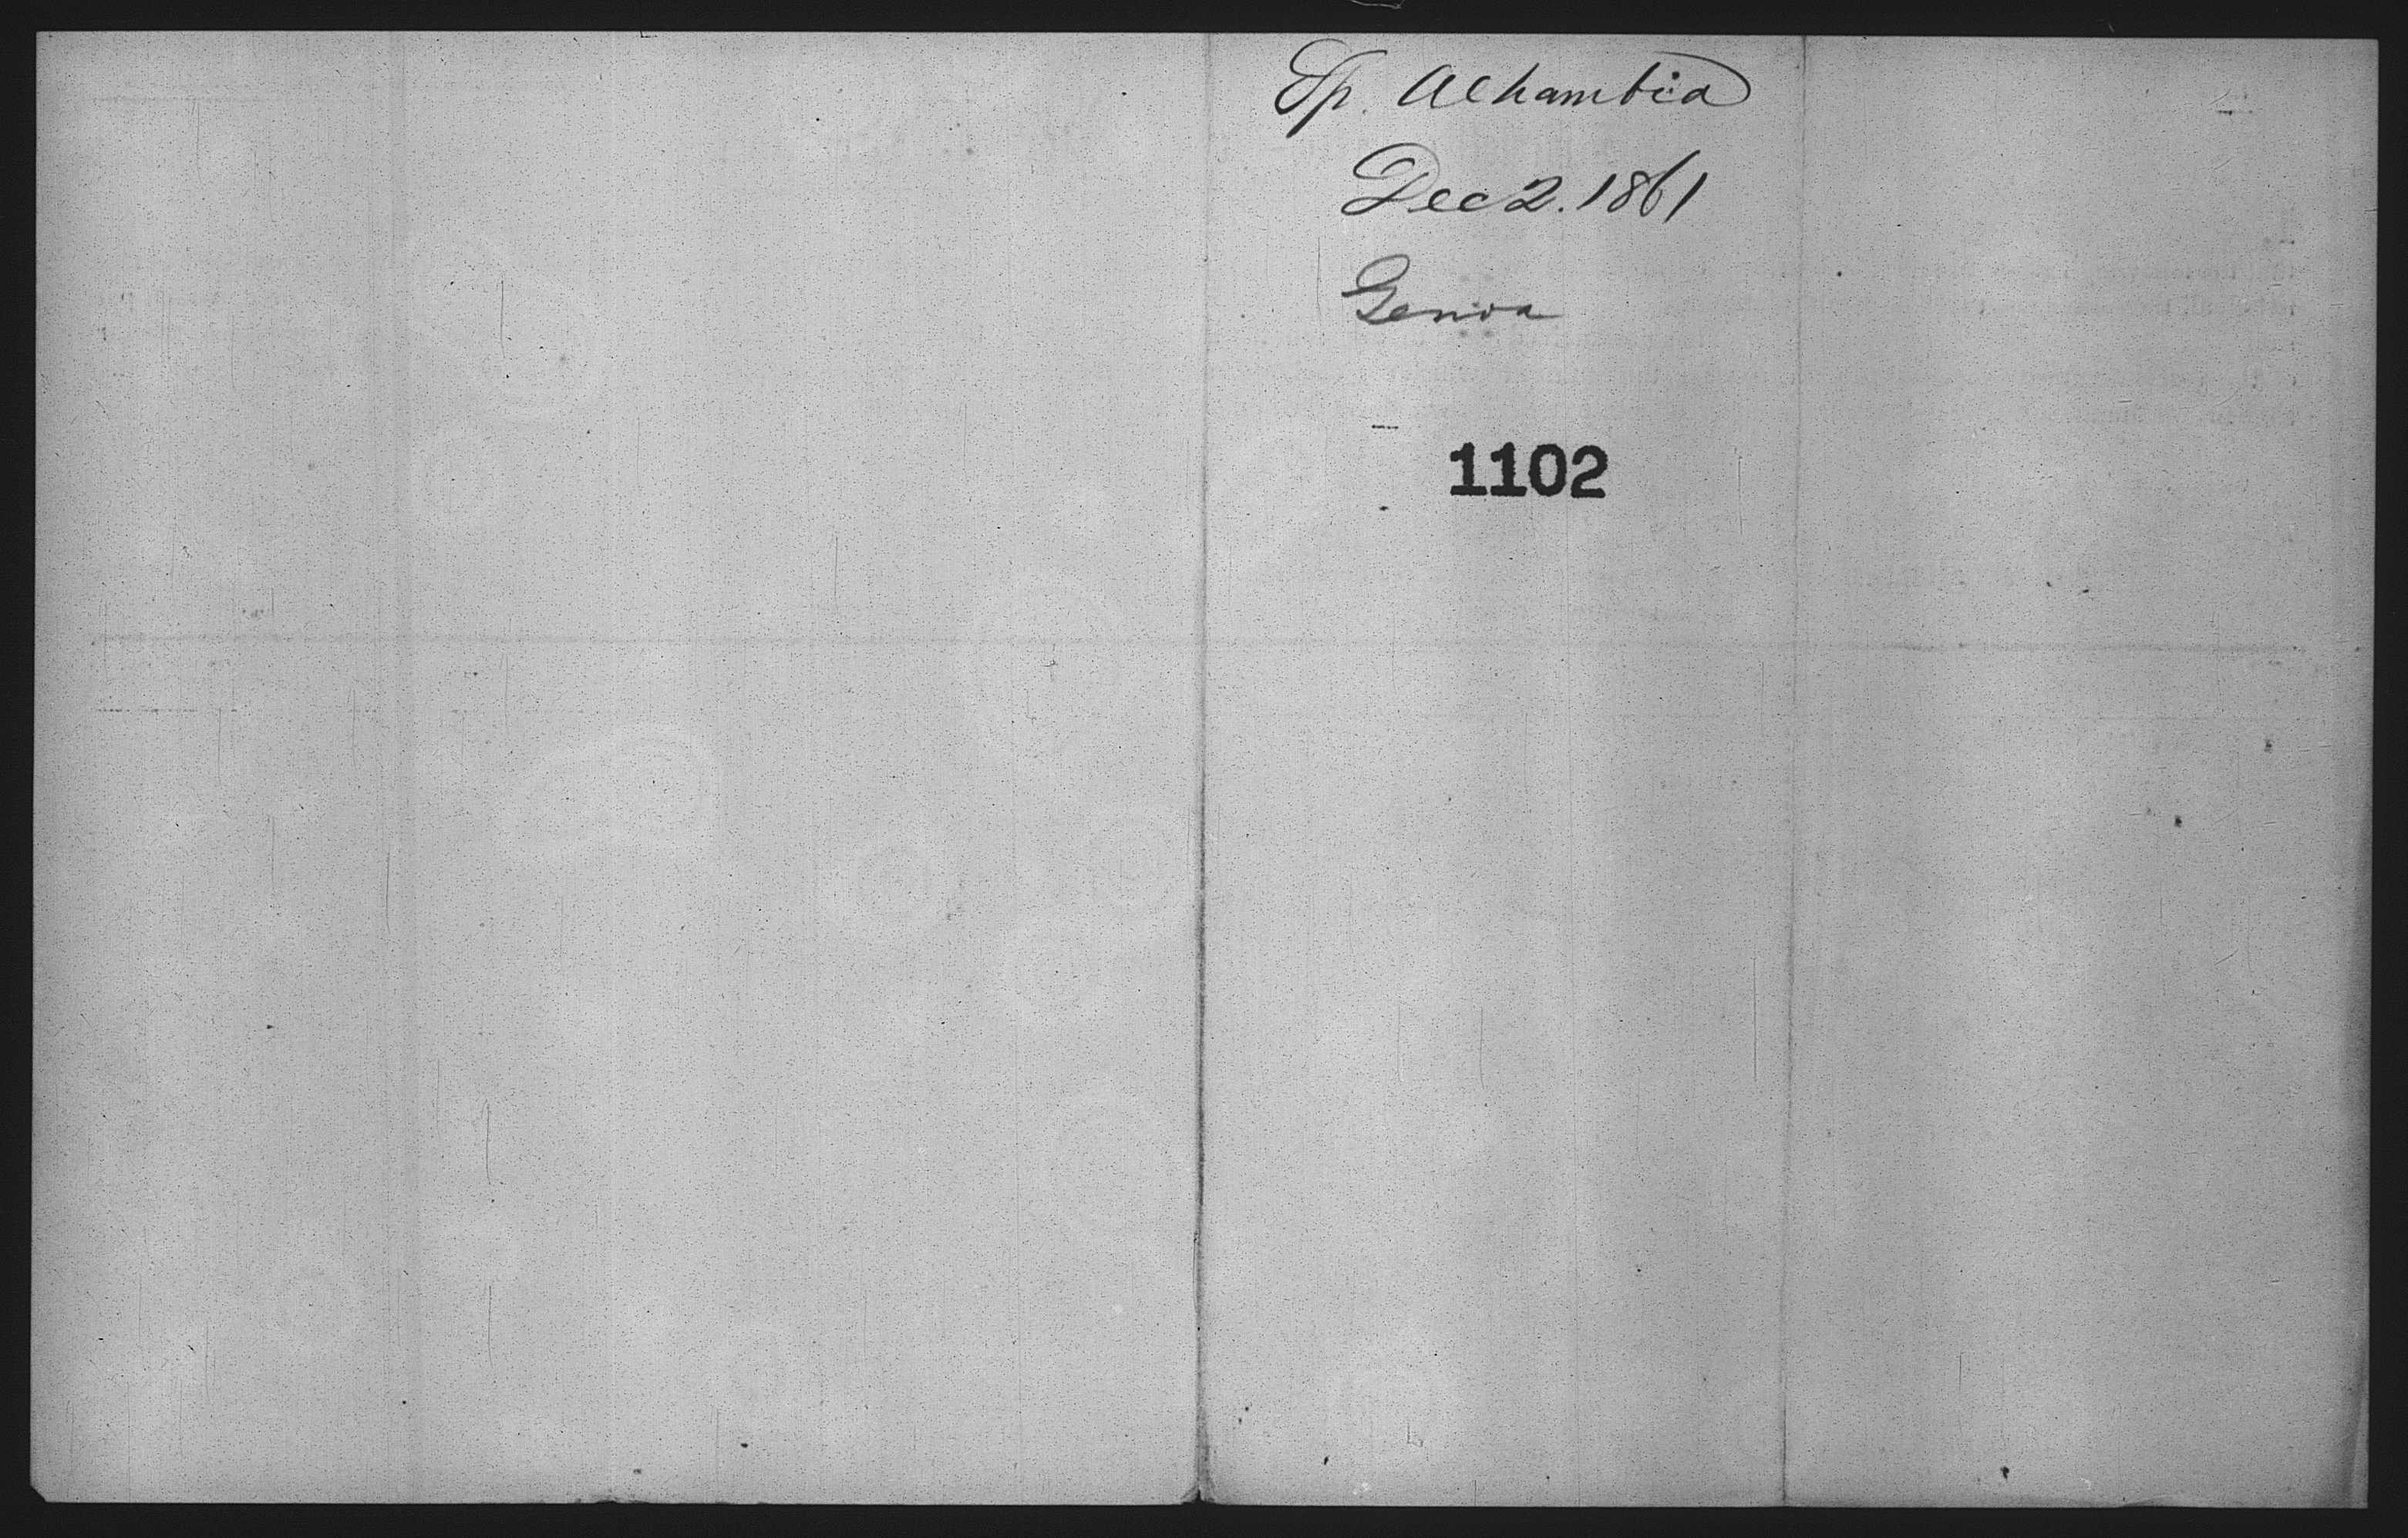 Sp. Alhambra
Dec 2. 1861
Genoa
1102